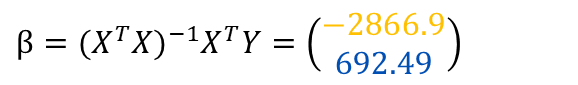 β = (XᵀX)⁻¹XᵀY = (−2866.9
692.49)